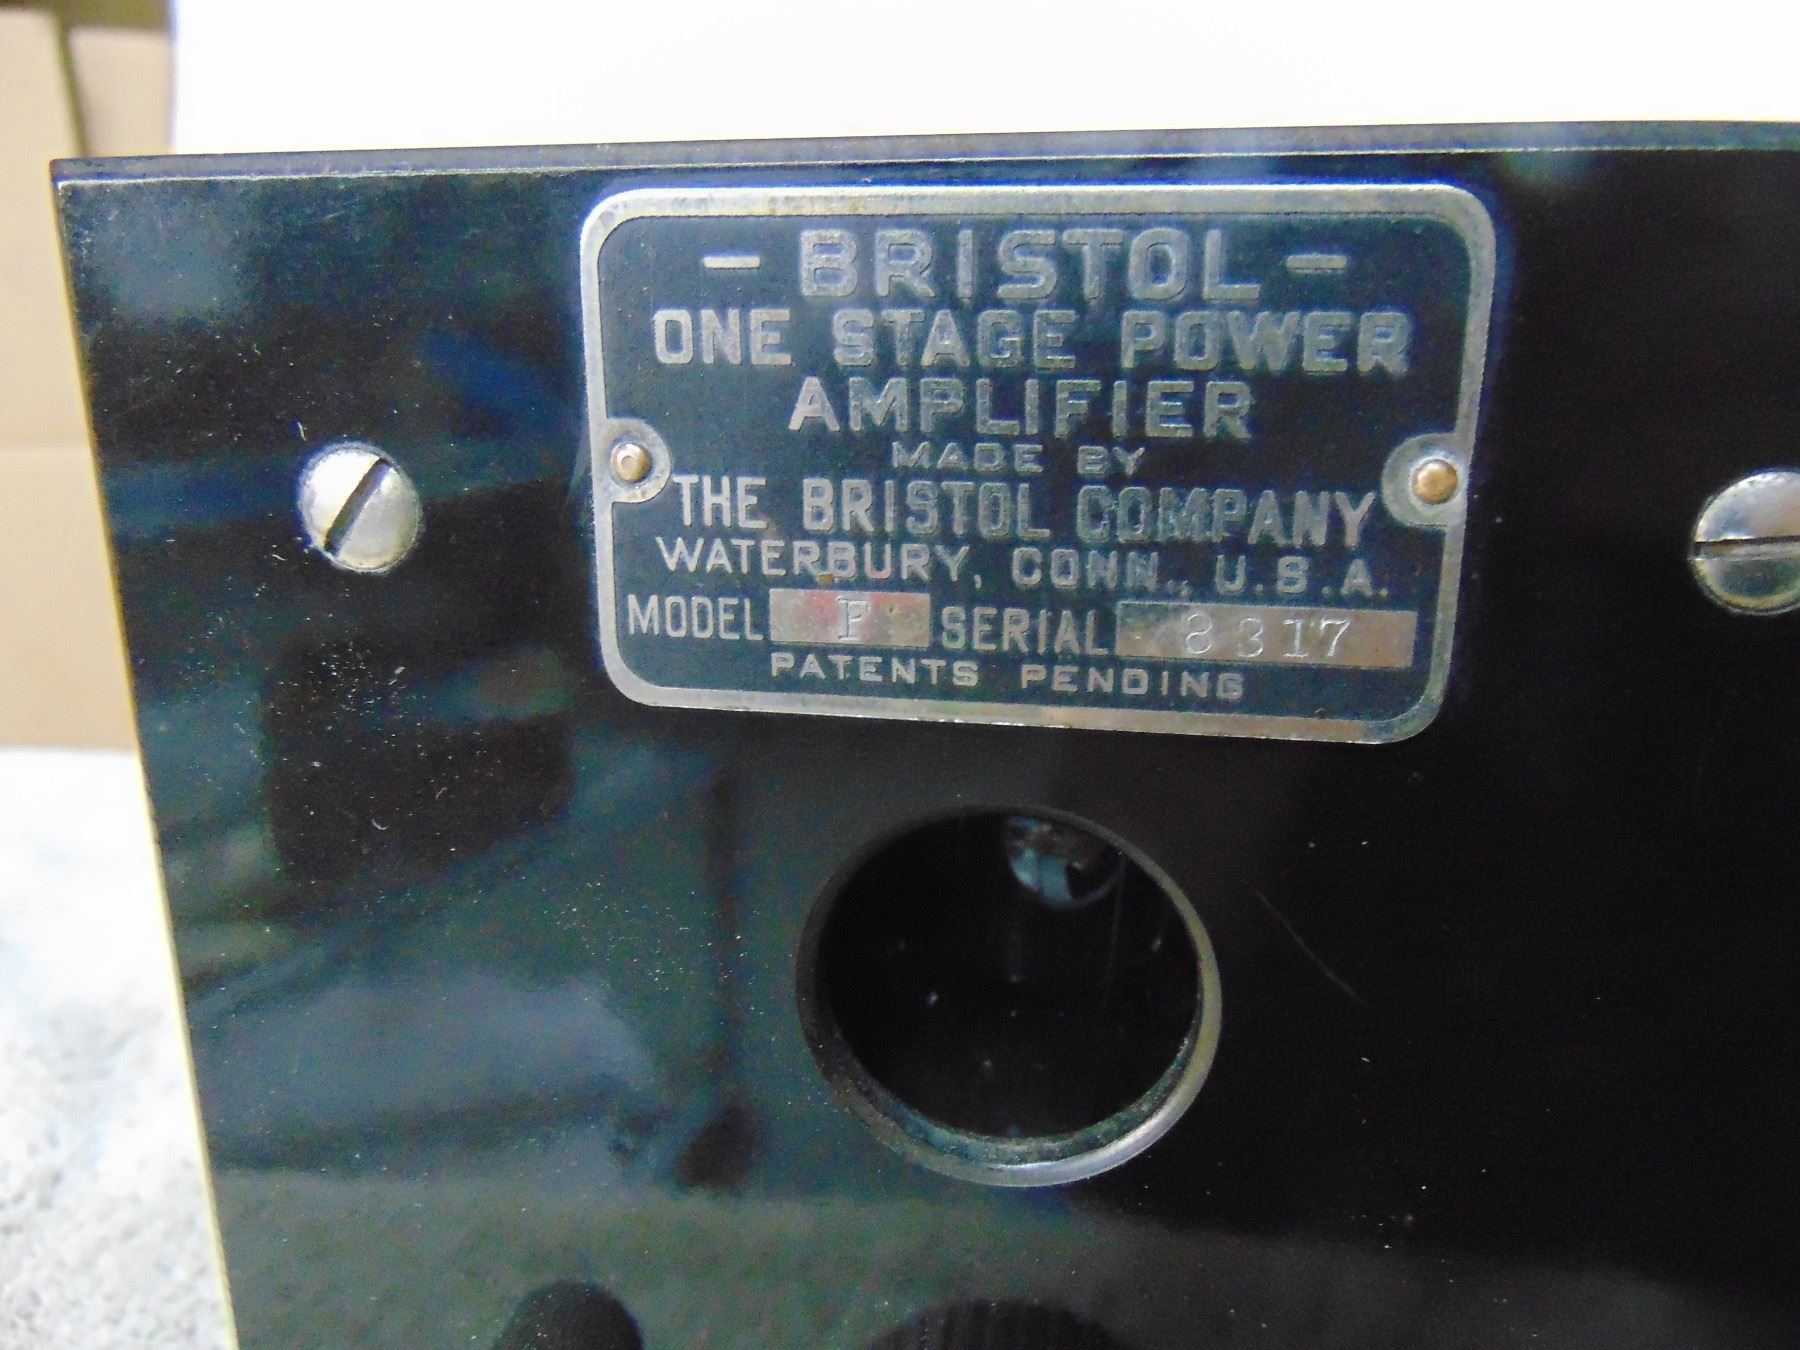 - BRISTOL -
ONE STAGE POWER
AMPLIFIER
MADE BY
THE BRISTOL COMPANY
WATERBURY, CONN., U.S.A.
MODEL F SERIAL 8317
PATENTS PENDING